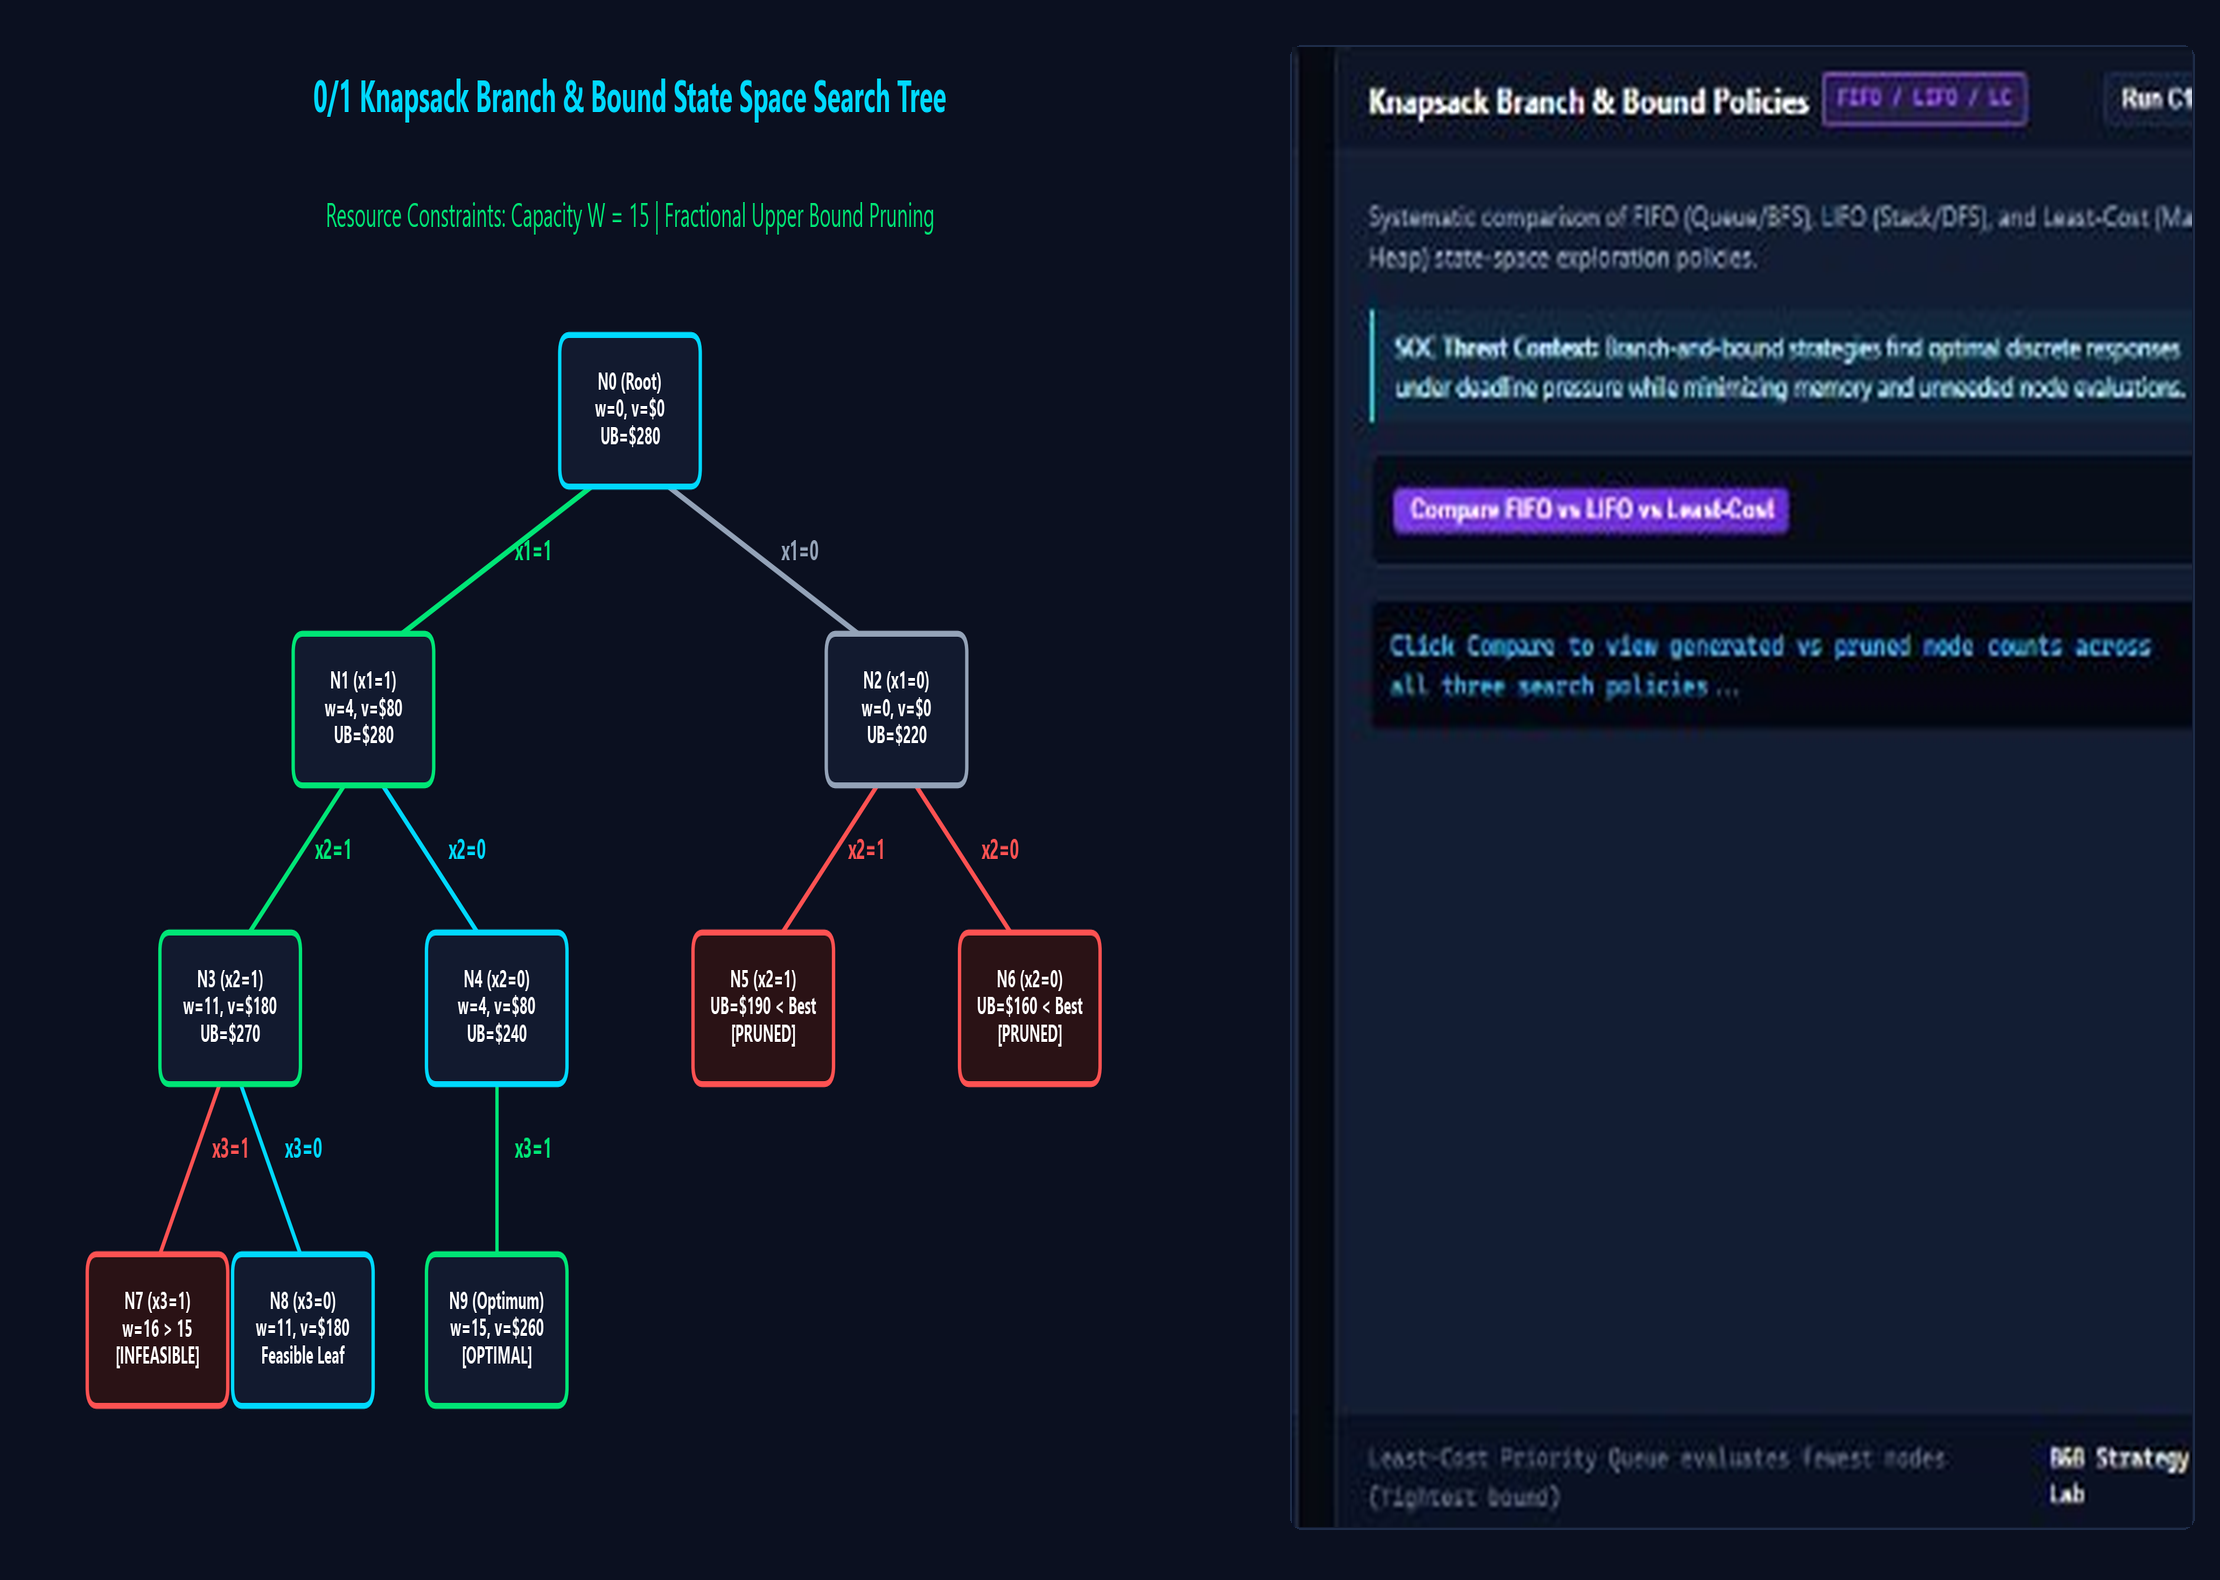 0/1 Knapsack Branch & Bound State Space Search Tree
Resource Constraints: Capacity W = 15 | Fractional Upper Bound Pruning
N0 (Root)
w=0, v=$0
UB=$280
x1=1
x1=0
N1 (x1=1)
w=4, v=$80
UB=$280
N2 (x1=0)
w=0, v=$0
UB=$220
x2=1
x2=0
x2=1
x2=0
N3 (x2=1)
w=11, v=$180
UB=$270
N4 (x2=0)
w=4, v=$80
UB=$240
N5 (x2=1)
UB=$190 < Best
[PRUNED]
N6 (x2=0)
UB=$160 < Best
[PRUNED]
x3=1
x3=0
x3=1
N7 (x3=1)
w=16 > 15
[INFEASIBLE]
N8 (x3=0)
w=11, v=$180
Feasible Leaf
N9 (Optimum)
w=15, v=$260
[OPTIMAL]
Knapsack Branch & Bound Policies
FIFO / LIFO / LC
Run
Systematic comparison of FIFO (Queue/BFS), LIFO (Stack/DFS), and Least-Cost (Ma
Heap) state-space exploration policies.
SOC Threat Context: Branch-and-bound strategies find optimal discrete responses
under deadline pressure while minimizing memory and unneeded node evaluations.
Compare FIFO vs LIFO vs Least-Cost
Click Compare to view generated vs pruned node counts across
all three search policies...
Least-Cost Priority Queue evaluates fewest nodes
(Tightest bound)
B&B Strategy
Lab